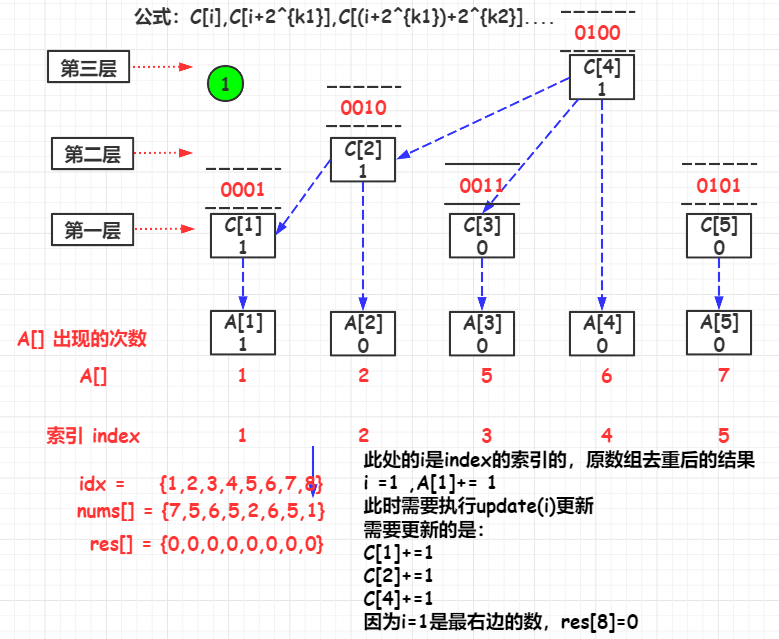 公式：C[i],C[i+2^{k1}],C[(i+2^{k1})+2^{k2}]....
0100
第三层
1
C[4]
1
0010
第二层
C[2]
1
0001
0011
0101
第一层
C[1]
1
C[3]
0
C[5]
0
A[] 出现的次数
A[1]
1
A[2]
0
A[3]
0
A[4]
0
A[5]
0
A[] 1 2 5 6 7
索引 index 1 2 3 4 5
idx = {1,2,3,4,5,6,7,8}
nums[] = {7,5,6,5,2,6,5,1}
res[] = {0,0,0,0,0,0,0,0}
此处的i是index的索引的，原数组去重后的结果
i =1 ,A[1]+= 1
此时需要执行update(i)更新
需要更新的是：
C[1]+=1
C[2]+=1
C[4]+=1
因为i=1是最右边的数，res[8]=0